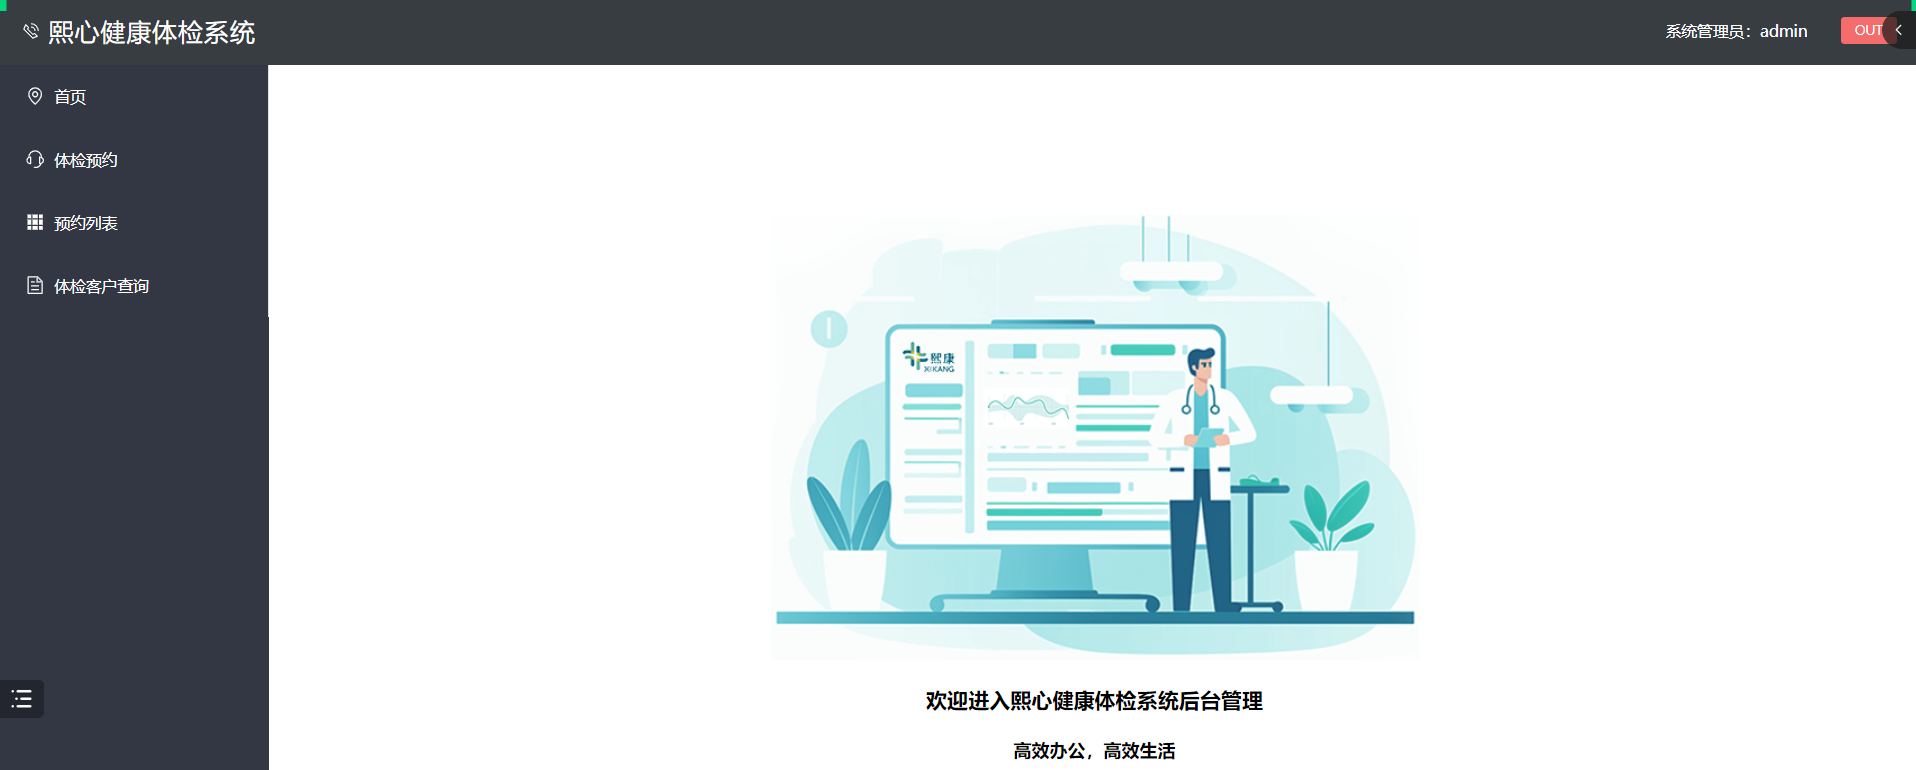 熙心健康体检系统
系统管理员：admin
OUT
首页
体检预约
预约列表
体检客户查询
熙康
XIKANG
欢迎进入熙心健康体检系统后台管理
高效办公，高效生活